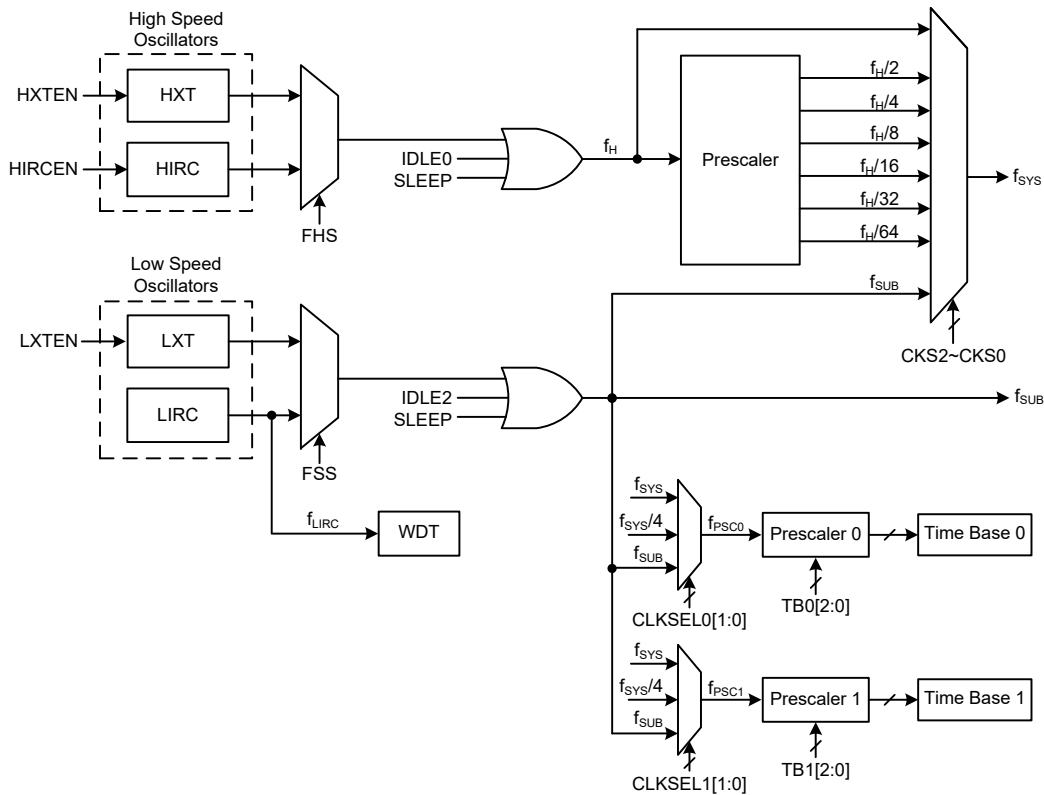 High Speed
Oscillators
HXTEN
HXT
HIRCEN
HIRC
FHS
IDLE0
SLEEP
fH
Prescaler
fH/2
fH/4
fH/8
fH/16
fH/32
fH/64
fSUB
fSYS
CKS2~CKS0
Low Speed
Oscillators
LXTEN
LXT
LIRC
FSS
IDLE2
SLEEP
fSUB
fLIRC
WDT
fSYS
fSYS/4
fSUB
fPSC0
Prescaler 0
Time Base 0
CLKSEL0[1:0]
TB0[2:0]
fSYS
fSYS/4
fSUB
fPSC1
Prescaler 1
Time Base 1
CLKSEL1[1:0]
TB1[2:0]